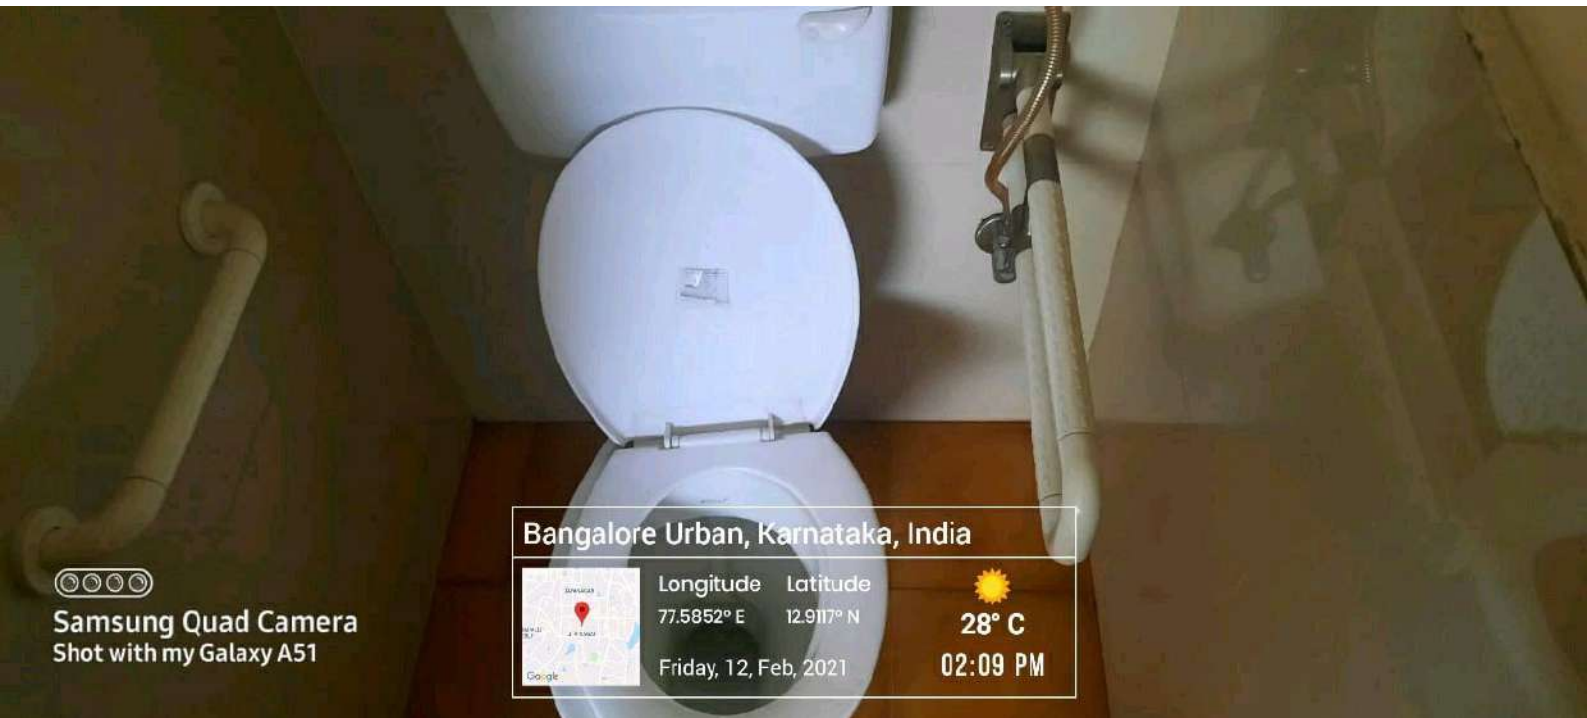 Bangalore Urban, Karnataka, India
Longitude Latitude
77.5852° E 12.9117° N
Friday, 12, Feb, 2021
28° C
02:09 PM
Google
Samsung Quad Camera
Shot with my Galaxy A51